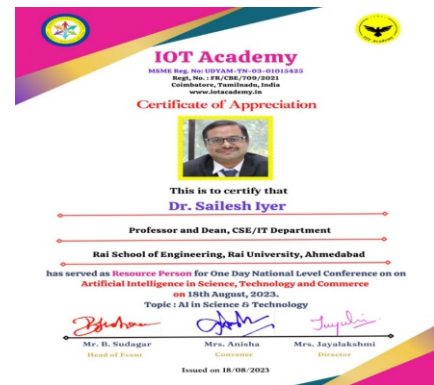 IOT Academy
MSME Reg. No: UDYAM-TN-03-01015425
Regt, No. : FR/CBE/709/2021
Coimbatore, Tamilnadu, India
www.iotacademy.in
Certificate of Appreciation
This is to certify that
Dr. Sailesh Iyer
Professor and Dean, CSE/IT Department
Rai School of Engineering, Rai University, Ahmedabad
has served as Resource Person for One Day National Level Conference on on
Artificial Intelligence in Science, Technology and Commerce
on 18th August, 2023.
Topic : AI in Science & Technology
Mr. B. Sudagar Mrs. Anisha Mrs. Jayalakshmi
Head of Event Convener Director
Issued on 18/08/2023